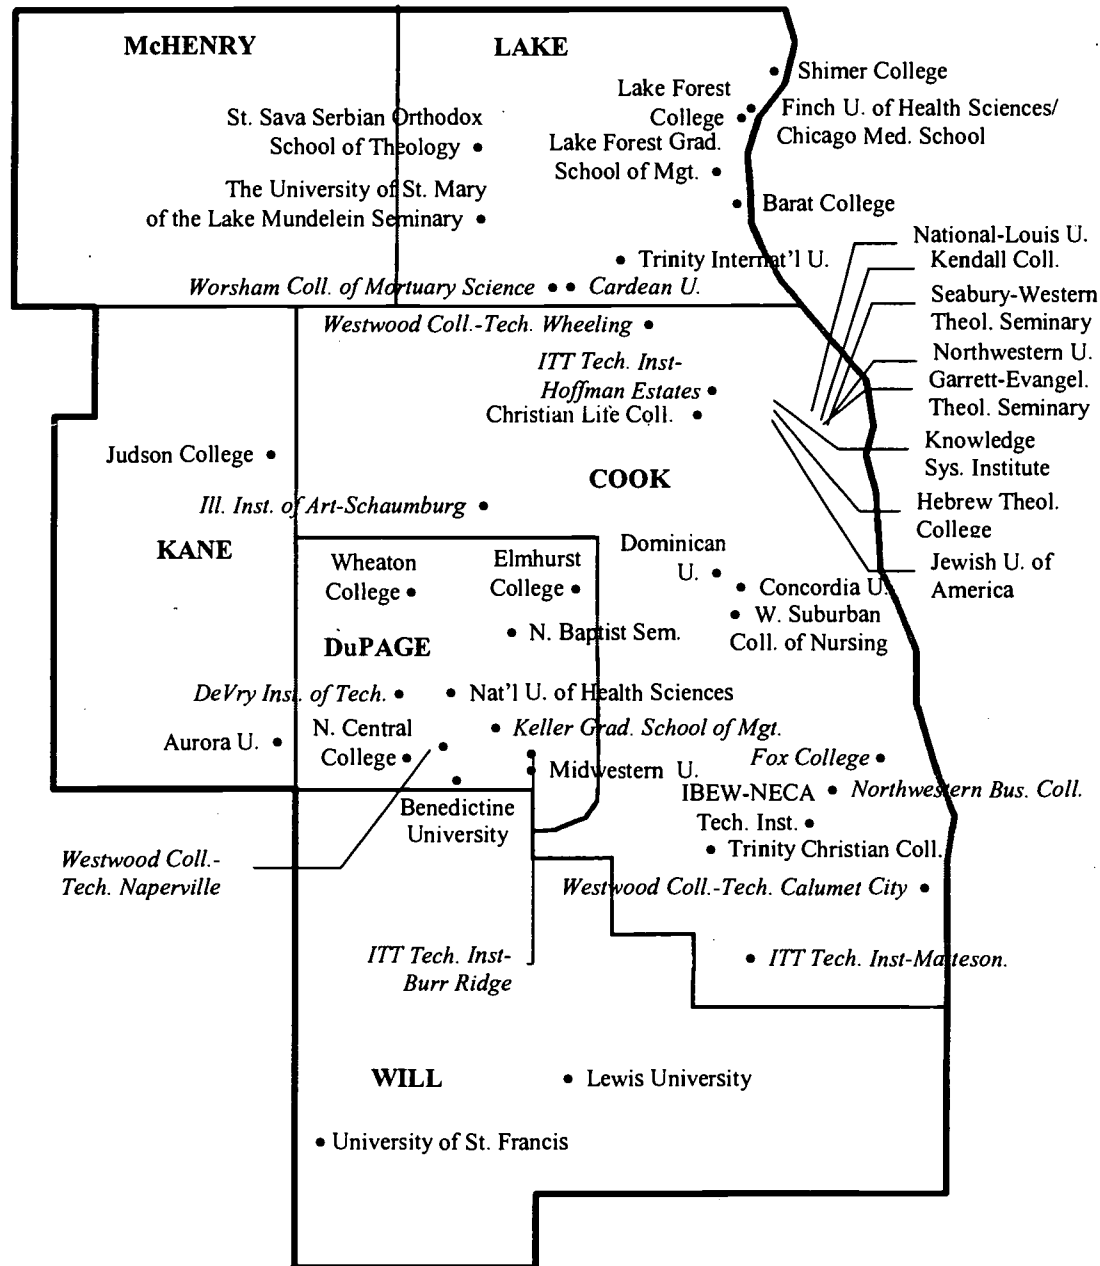 McHENRY
LAKE
Shimer College
Lake Forest
College
Finch U. of Health Sciences/
Chicago Med. School
St. Sava Serbian Orthodox
School of Theology
Lake Forest Grad.
School of Mgt.
The University of St. Mary
of the Lake Mundelein Seminary
Barat College
National-Louis U.
Kendall Coll.
Trinity Internat'l U.
Worsham Coll. of Mortuary Science
Cardean U.
Seabury-Western
Theol. Seminary
Westwood Coll.-Tech. Wheeling
Northwestern U.
ITT Tech. Inst-
Hoffman Estates
Garrett-Evangel.
Theol. Seminary
Christian Life Coll.
Knowledge
Sys. Institute
Judson College
COOK
Ill. Inst. of Art-Schaumburg
Hebrew Theol.
College
KANE
Wheaton
College
Elmhurst
College
Dominican
U.
Jewish U. of
America
Concordia U.
W. Suburban
Coll. of Nursing
N. Baptist Sem.
DuPAGE
DeVry Inst. of Tech.
Nat'l U. of Health Sciences
Aurora U.
N. Central
College
Keller Grad. School of Mgt.
Midwestern U.
Fox College
IBEW-NECA
Tech. Inst.
Northwestern Bus. Coll.
Benedictine
University
Trinity Christian Coll.
Westwood Coll.-
Tech. Naperville
Westwood Coll.-Tech. Calumet City
ITT Tech. Inst-
Burr Ridge
ITT Tech. Inst-Matteson.
WILL
Lewis University
University of St. Francis